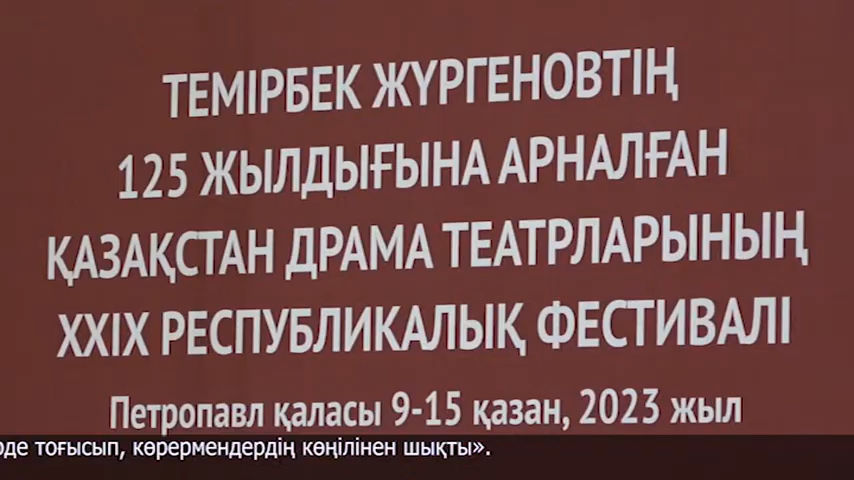 ТЕМІРБЕК ЖҮРГЕНОВТІҢ
125 ЖЫЛДЫҒЫНА АРНАЛҒАН
ҚАЗАҚСТАН ДРАМА ТЕАТРЛАРЫНЫҢ
XXIX РЕСПУБЛИКАЛЫҚ ФЕСТИВАЛІ
Петропавл қаласы 9-15 қазан, 2023 жыл
тоғысып, көрермендердің көңілінен шықты».